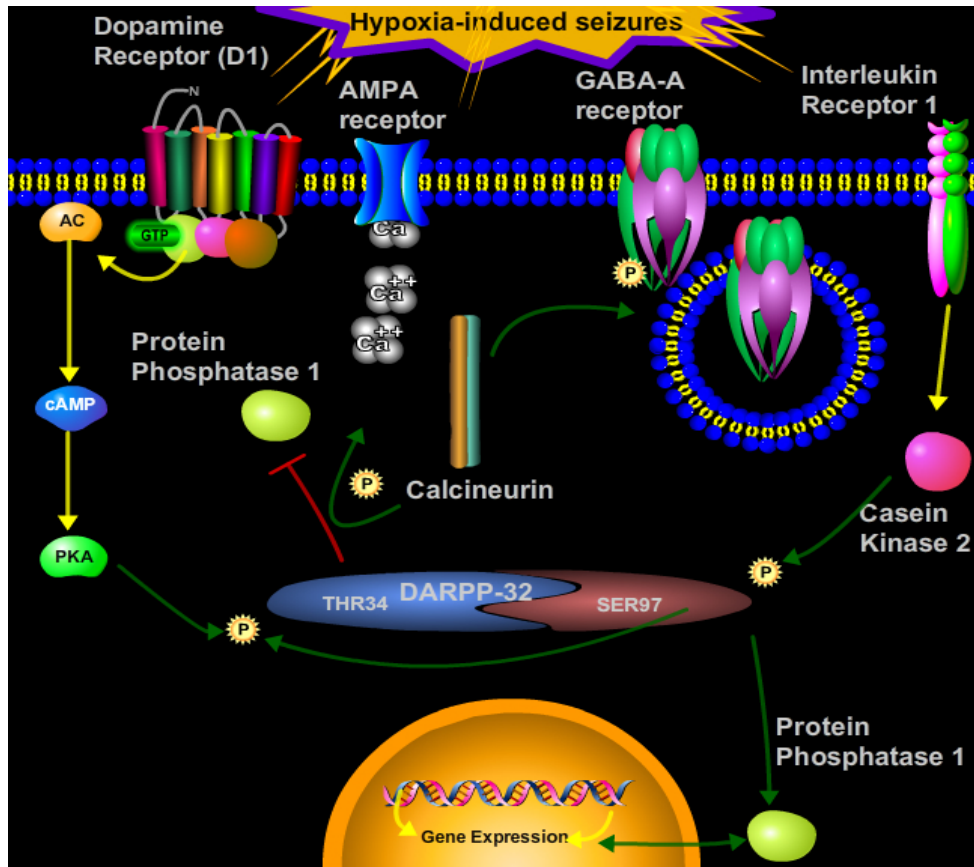 Hypoxia-induced seizures
Dopamine
Receptor (D1)
AMPA
receptor
GABA-A
receptor
Interleukin
Receptor 1
N
AC
GTP
Ca
Ca++
Ca++
P
Protein
Phosphatase 1
cAMP
P
Calcineurin
Casein
Kinase 2
PKA
P
DARPP-32
THR34
SER97
P
Protein
Phosphatase 1
Gene Expression